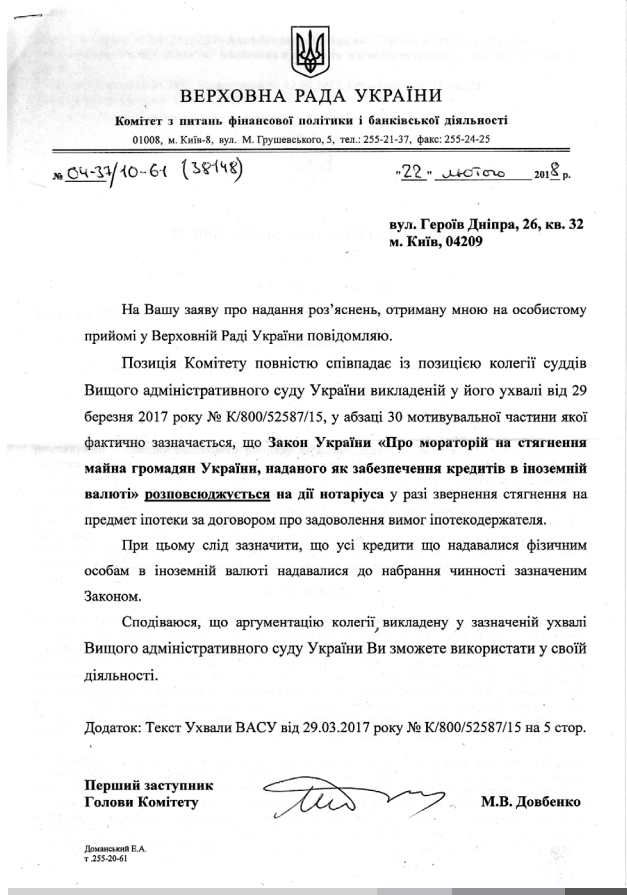 ВЕРХОВНА РАДА УКРАЇНИ
Комітет з питань фінансової політики і банківської діяльності
01008, м. Київ-8, вул. М. Грушевського, 5, тел.: 255-21-37, факс: 255-24-25
№ 04-37/10-61 (38148) "22" лютого 2018 р.
вул. Героїв Дніпра, 26, кв. 32
м. Київ, 04209
На Вашу заяву про надання роз’яснень, отриману мною на особистому
прийомі у Верховній Раді України повідомляю.
Позиція Комітету повністю співпадає із позицією колегії суддів
Вищого адміністративного суду України викладеній у його ухвалі від 29
березня 2017 року № К/800/52587/15, у абзаці 30 мотивувальної частини якої
фактично зазначається, що Закон України «Про мораторій на стягнення
майна громадян України, наданого як забезпечення кредитів в іноземній
валюті» розповсюджується на дії нотаріуса у разі звернення стягнення на
предмет іпотеки за договором про задоволення вимог іпотекодержателя.
При цьому слід зазначити, що усі кредити що надавалися фізичним
особам в іноземній валюті надавалися до набрання чинності зазначеним
Законом.
Сподіваюся, що аргументацію колегії, викладену у зазначеній ухвалі
Вищого адміністративного суду України Ви зможете використати у своїй
діяльності.
Додаток: Текст Ухвали ВАСУ від 29.03.2017 року № К/800/52587/15 на 5 стор.
Перший заступник
Голови Комітету М.В. Довбенко
Доманський Е.А.
т .255-20-61